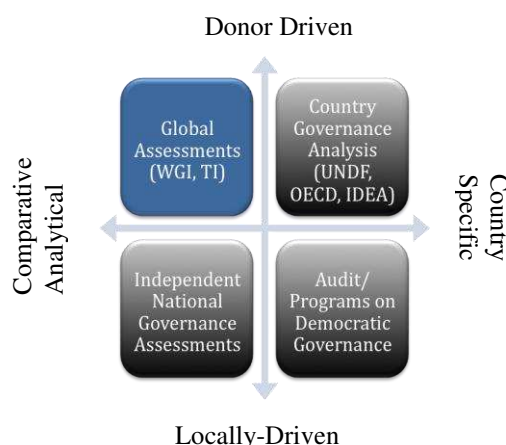 Donor Driven
Global
Assessments
(WGI, TI)
Country
Governance
Analysis
(UNDF,
OECD, IDEA)
Comparative
Analytical
Country
Specific
Independent
National
Governance
Assessments
Audit/
Programs on
Democratic
Governance
Locally-Driven